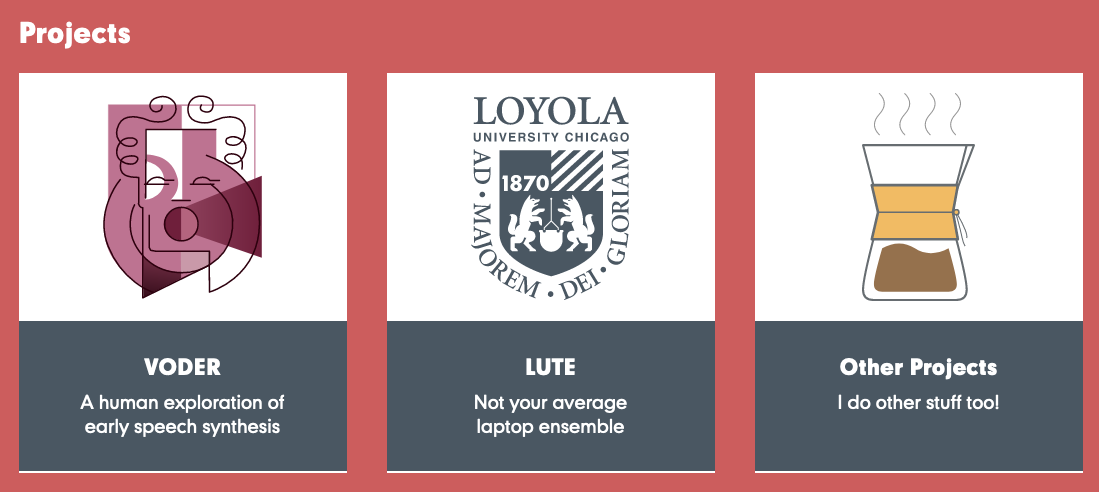 Projects
LOYOLA
UNIVERSITY CHICAGO
AD • MAJOREM • DEI • GLORIAM
1870
VODER
A human exploration of
early speech synthesis
LUTE
Not your average
laptop ensemble
Other Projects
I do other stuff too!